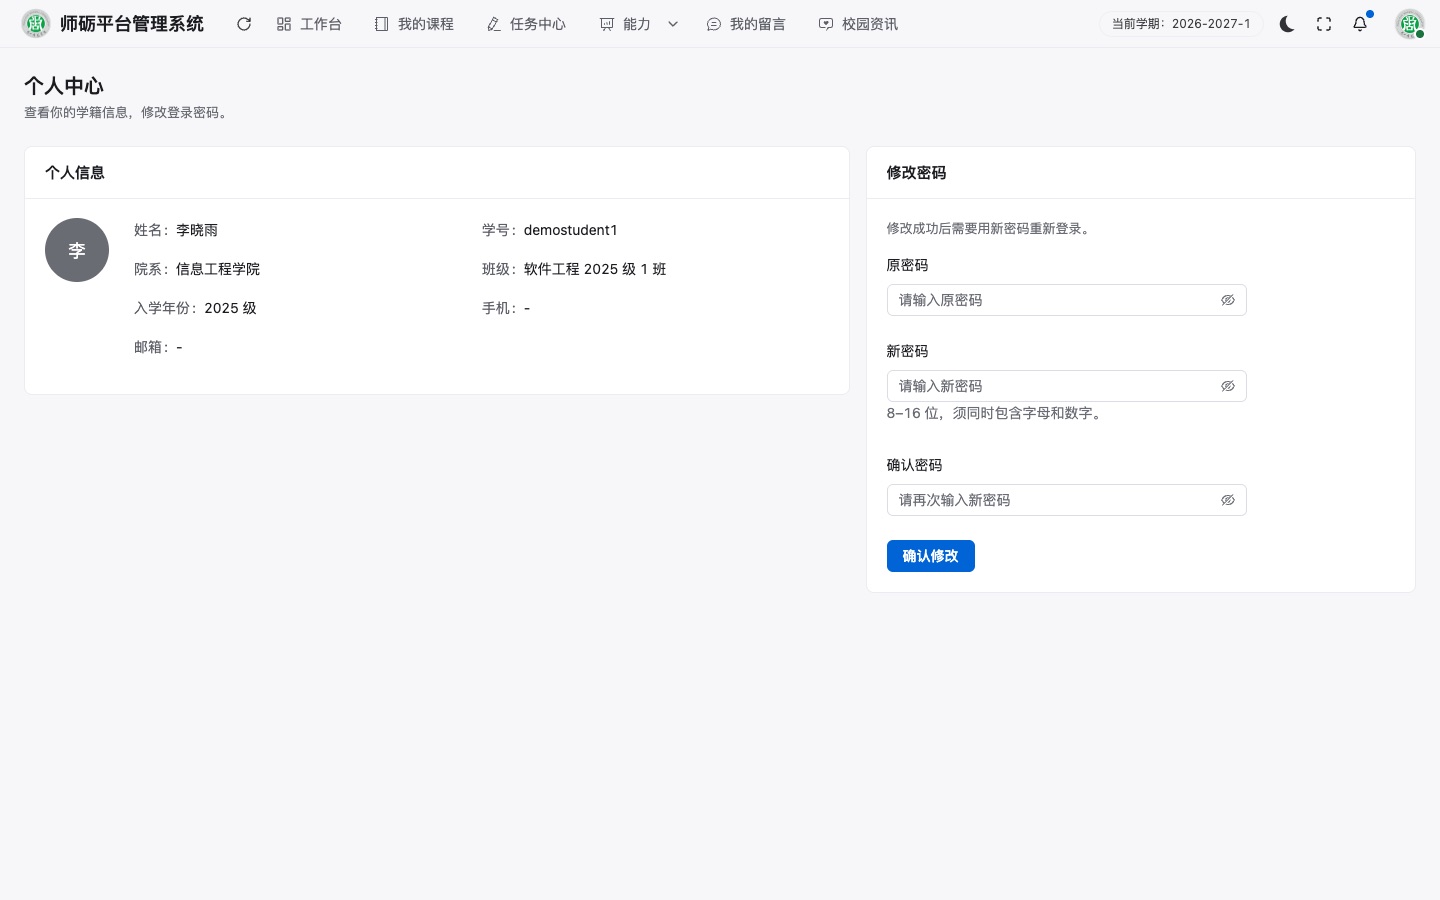 师砺平台管理系统
工作台
我的课程
任务中心
能力
我的留言
校园资讯
当前学期：2026-2027-1
个人中心
查看你的学籍信息，修改登录密码。
个人信息
李
姓名：李晓雨
学号：demostudent1
院系：信息工程学院
班级：软件工程 2025 级 1 班
入学年份：2025 级
手机：-
邮箱：-
修改密码
修改成功后需要用新密码重新登录。
原密码
请输入原密码
新密码
请输入新密码
8–16 位，须同时包含字母和数字。
确认密码
请再次输入新密码
确认修改